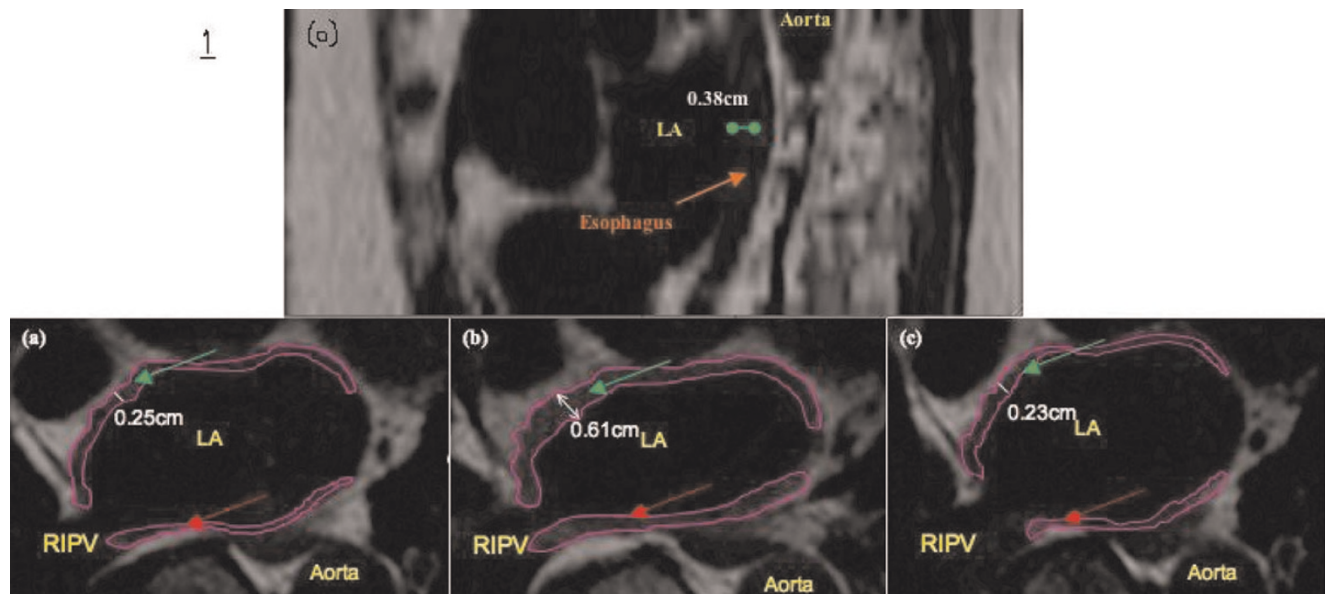 1
(a)
Aorta
0.38cm
LA
Esophagus
(a)
0.25cm
LA
RIPV
Aorta
(b)
0.61cm
LA
RIPV
Aorta
(c)
0.23cm
LA
RIPV
Aorta